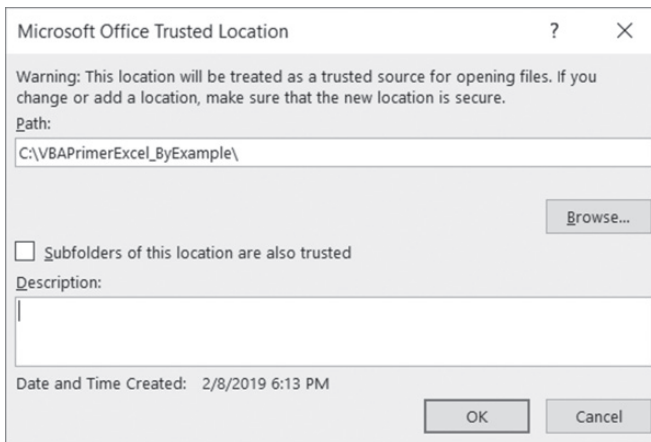 Microsoft Office Trusted Location ?
Warning: This location will be treated as a trusted source for opening files. If you
change or add a location, make sure that the new location is secure.
Path:
C:\VBAPrimerExcel_ByExample\
Browse...
Subfolders of this location are also trusted
Description:
Date and Time Created: 2/8/2019 6:13 PM
OK Cancel